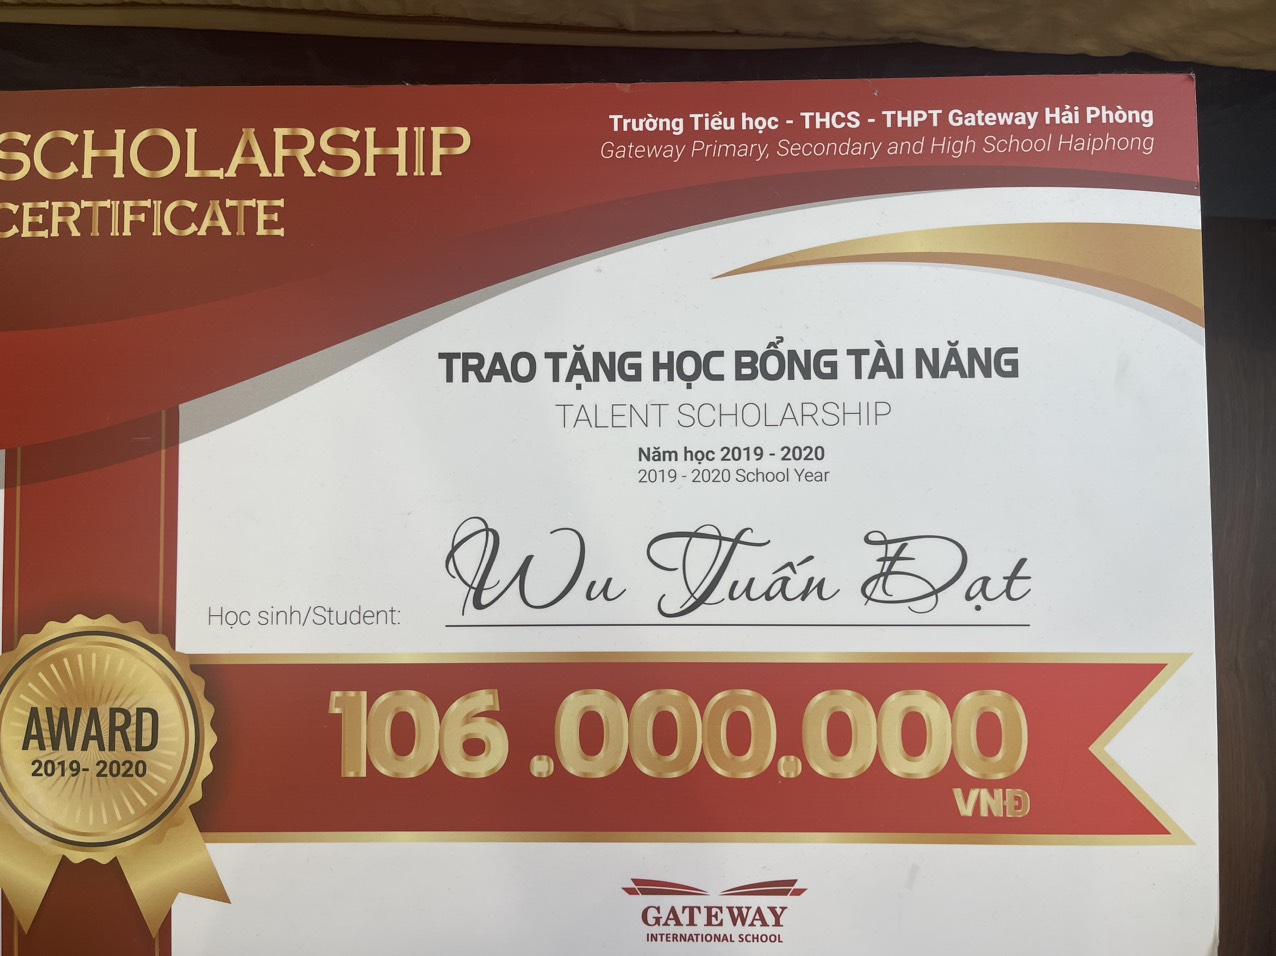 SCHOLARSHIP
CERTIFICATE
Trường Tiểu học - THCS - THPT Gateway Hải Phòng
Gateway Primary, Secondary and High School Haiphong
TRAO TẶNG HỌC BỔNG TÀI NĂNG
TALENT SCHOLARSHIP
Năm học 2019 - 2020
2019 - 2020 School Year
Học sinh/Student: Wu Tuấn Đạt
AWARD
2019- 2020
106.000.000
VNĐ
GATEWAY
INTERNATIONAL SCHOOL